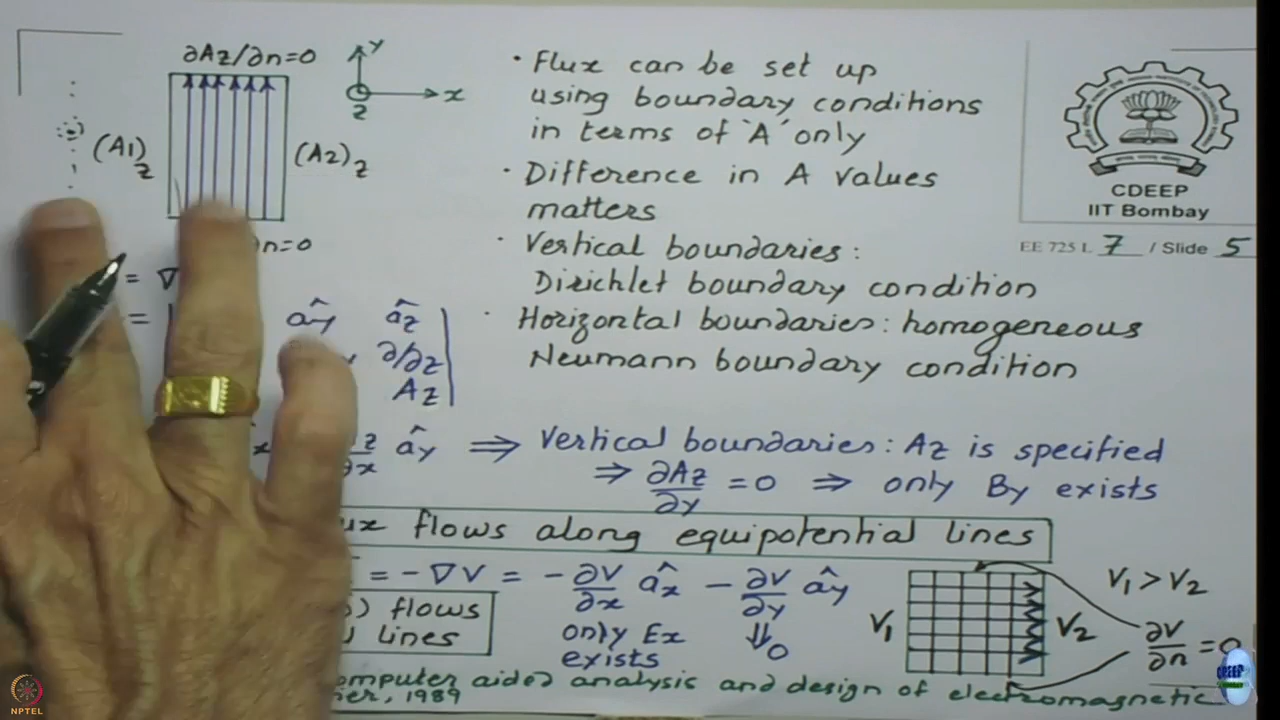 ∂Az/∂n=0
Y
x
z
(A1)z
(A2)z
n=0
= ∇
=
ây âz
∂/∂z
Az
ây
∂x
• Flux can be set up
using boundary conditions
in terms of 'A' only
• Difference in A values
matters
• Vertical boundaries:
Dirichlet boundary condition
• Horizontal boundaries: homogeneous
Neumann boundary condition
⇒ Vertical boundaries: Az is specified
⇒ ∂Az/∂y = 0 ⇒ only By exists
flows along equipotential lines
= -∇V = -∂V/∂x âx - ∂V/∂y ây
only Ex
exists
⇓
0
) flows
lines
V1
V2
V1 > V2
∂V/∂n = 0
computer aided analysis and design of electromagnetic
1989
CDEEP
IIT Bombay
EE 725 L 7 / Slide 5
NPTEL
CDEEP